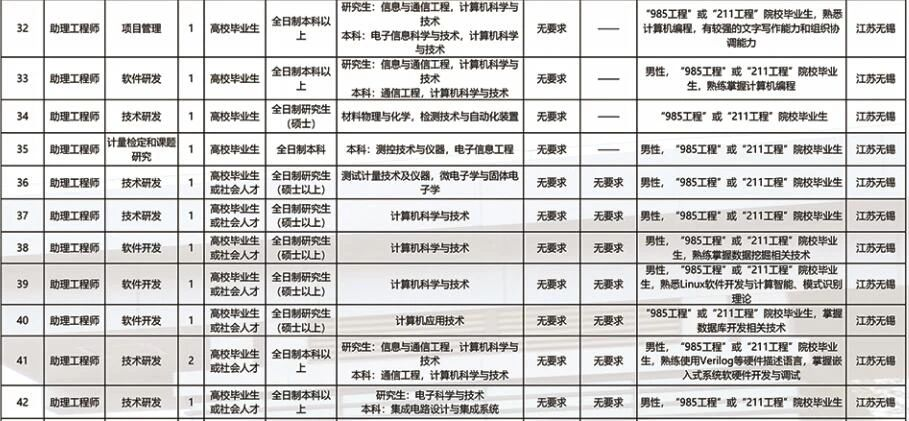 32 助理工程师 项目管理 1 高校毕业生 全日制本科以上 研究生：信息与通信工程，计算机科学与技术 本科：电子信息科学与技术，计算机科学与技术 无要求 —— “985工程”或“211工程”院校毕业生，熟悉计算机编程，有较强的文字写作能力和组织协调能力 江苏无锡
33 助理工程师 软件研发 1 高校毕业生 全日制本科以上 研究生：信息与通信工程，计算机科学与技术 本科：通信工程，计算机科学与技术 无要求 —— 男性，“985工程”或“211工程”院校毕业生，熟练掌握计算机编程 江苏无锡
34 助理工程师 技术研发 1 高校毕业生 全日制研究生（硕士） 材料物理与化学，检测技术与自动化装置 无要求 —— “985工程”或“211工程”院校毕业生 江苏无锡
35 助理工程师 计量检定和课题研究 1 高校毕业生 全日制本科 本科：测控技术与仪器，电子信息工程 无要求 —— 男性，“985工程”或“211工程”院校毕业生 江苏无锡
36 助理工程师 技术研发 1 高校毕业生或社会人才 全日制研究生（硕士以上） 测试计量技术及仪器，微电子学与固体电子学 无要求 无要求 男性，“985工程”或“211工程”院校毕业生 江苏无锡
37 助理工程师 技术研发 1 高校毕业生或社会人才 全日制研究生（硕士以上） 计算机科学与技术 无要求 无要求 男性，“985工程”或“211工程”院校毕业生 江苏无锡
38 助理工程师 软件开发 1 高校毕业生或社会人才 全日制研究生（硕士以上） 计算机科学与技术 无要求 无要求 男性，“985工程”或“211工程”院校毕业生，熟练掌握数据挖掘相关技术 江苏无锡
39 助理工程师 软件开发 1 高校毕业生或社会人才 全日制研究生（硕士以上） 计算机科学与技术 无要求 无要求 男性，“985工程”或“211工程”院校毕业生，熟悉Linux软件开发与计算智能、模式识别理论 江苏无锡
40 助理工程师 软件开发 1 高校毕业生或社会人才 全日制研究生（硕士以上） 计算机应用技术 无要求 无要求 “985工程”或“211工程”院校毕业生，掌握数据库开发相关技术 江苏无锡
41 助理工程师 技术研发 2 高校毕业生或社会人才 全日制本科以上 研究生：信息与通信工程，计算机科学与技术 本科：通信工程，计算机科学与技术 无要求 无要求 男性，“985工程”或“211工程”院校毕业生，熟练使用Verilog等硬件描述语言，掌握嵌入式系统软硬件开发与调试 江苏无锡
42 助理工程师 技术研发 1 高校毕业生或社会人才 全日制本科以上 研究生：电子科学与技术 本科：集成电路设计与集成系统 无要求 无要求 男性，“985工程”或“211工程”院校毕业生 江苏无锡